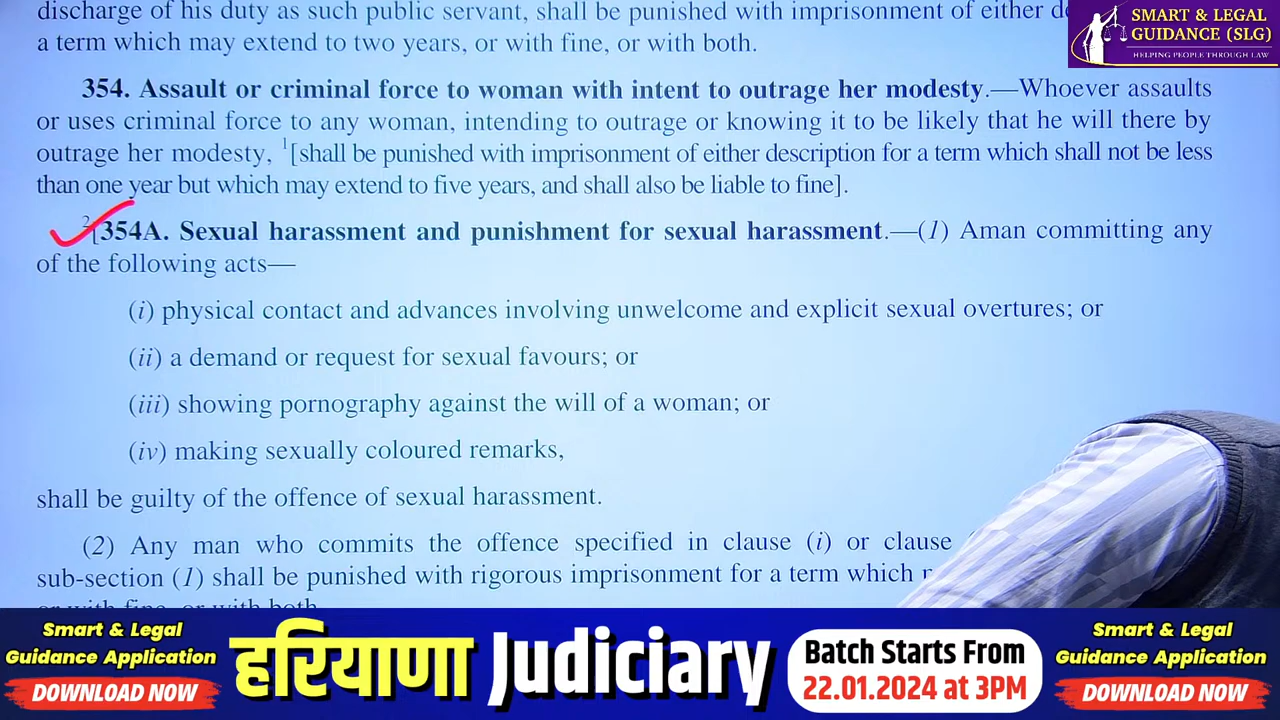 discharge of his duty as such public servant, shall be punished with imprisonment of either
a term which may extend to two years, or with fine, or with both.
SMART & LEGAL
GUIDANCE (SLG)
HELPING PEOPLE THROUGH LAW
354. Assault or criminal force to woman with intent to outrage her modesty.—Whoever assaults
or uses criminal force to any woman, intending to outrage or knowing it to be likely that he will there by
outrage her modesty, 1[shall be punished with imprisonment of either description for a term which shall not be less
than one year but which may extend to five years, and shall also be liable to fine].
2[354A. Sexual harassment and punishment for sexual harassment.—(1) Aman committing any
of the following acts—
(i) physical contact and advances involving unwelcome and explicit sexual overtures; or
(ii) a demand or request for sexual favours; or
(iii) showing pornography against the will of a woman; or
(iv) making sexually coloured remarks,
shall be guilty of the offence of sexual harassment.
(2) Any man who commits the offence specified in clause (i) or clause
sub-section (1) shall be punished with rigorous imprisonment for a term which
or with fine, or with both
Smart & Legal
Guidance Application
DOWNLOAD NOW
हरियाणा Judiciary
Batch Starts From
22.01.2024 at 3PM
Smart & Legal
Guidance Application
DOWNLOAD NOW